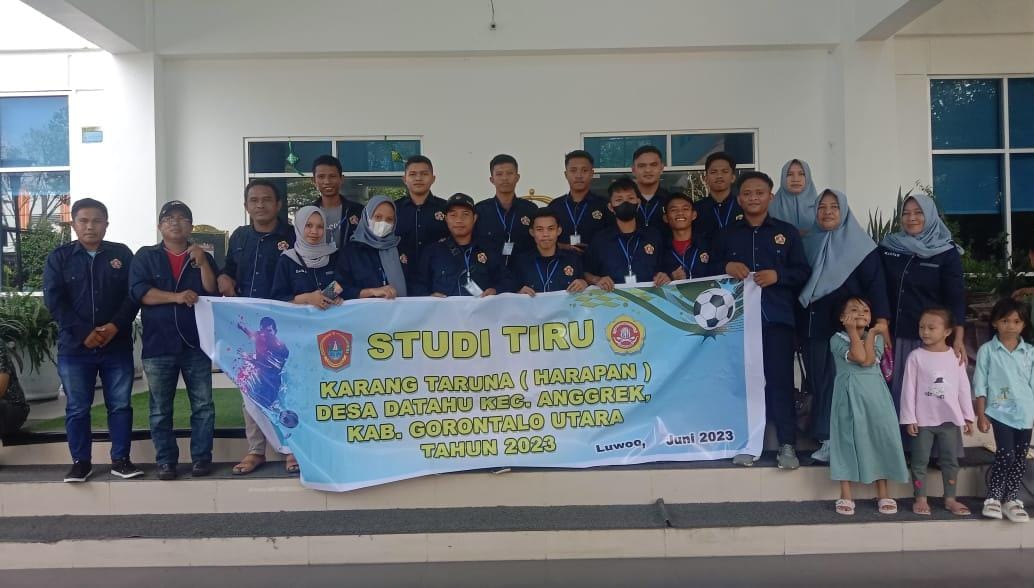 STUDI TIRU
KARANG TARUNA ( HARAPAN )
DESA DATAHU KEC. ANGGREK,
KAB. GORONTALO UTARA
TAHUN 2023
Luwoo, Juni 2023